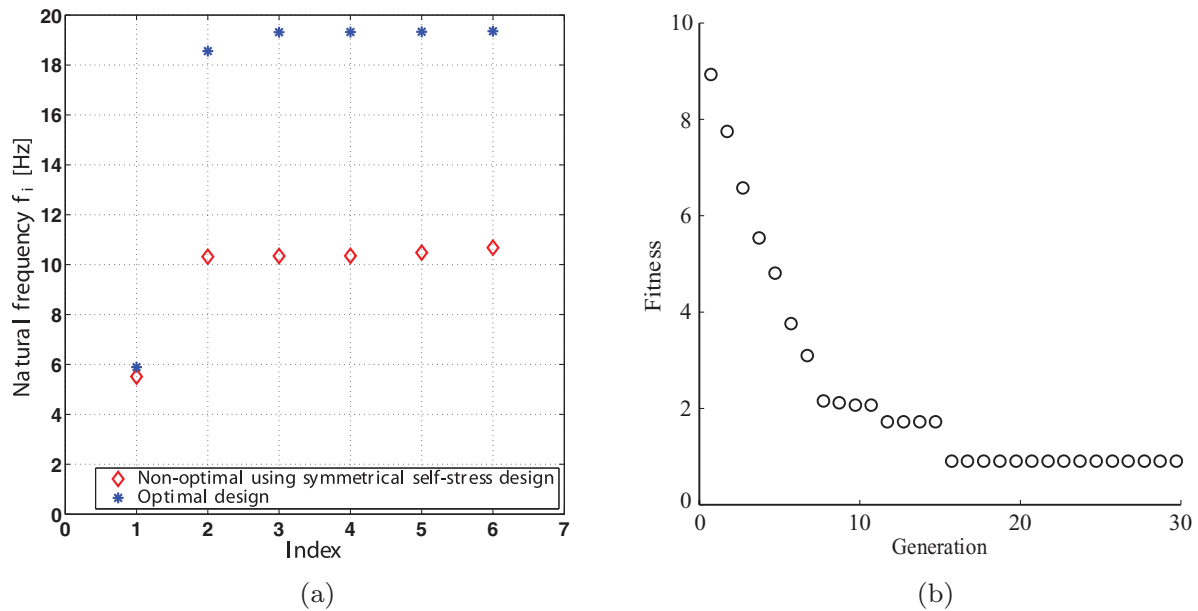 20
18
16
14
12
10
8
6
4
2
0
Natural frequency f i [Hz]
Non-optimal using symmetrical self-stress design
Optimal design
0 1 2 3 4 5 6 7
Index
(a)
10
8
6
4
2
0
Fitness
0 10 20 30
Generation
(b)